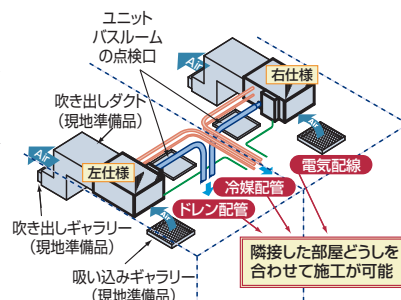 ユニット
バスルーム
の点検口
Air
右仕様
吹き出しダクト
(現地準備品)
Air
Air
左仕様
電気配線
冷媒配管
ドレン配管
Air
吹き出しギャラリー
(現地準備品)
吸い込みギャラリー
(現地準備品)
隣接した部屋どうしを
合わせて施工が可能